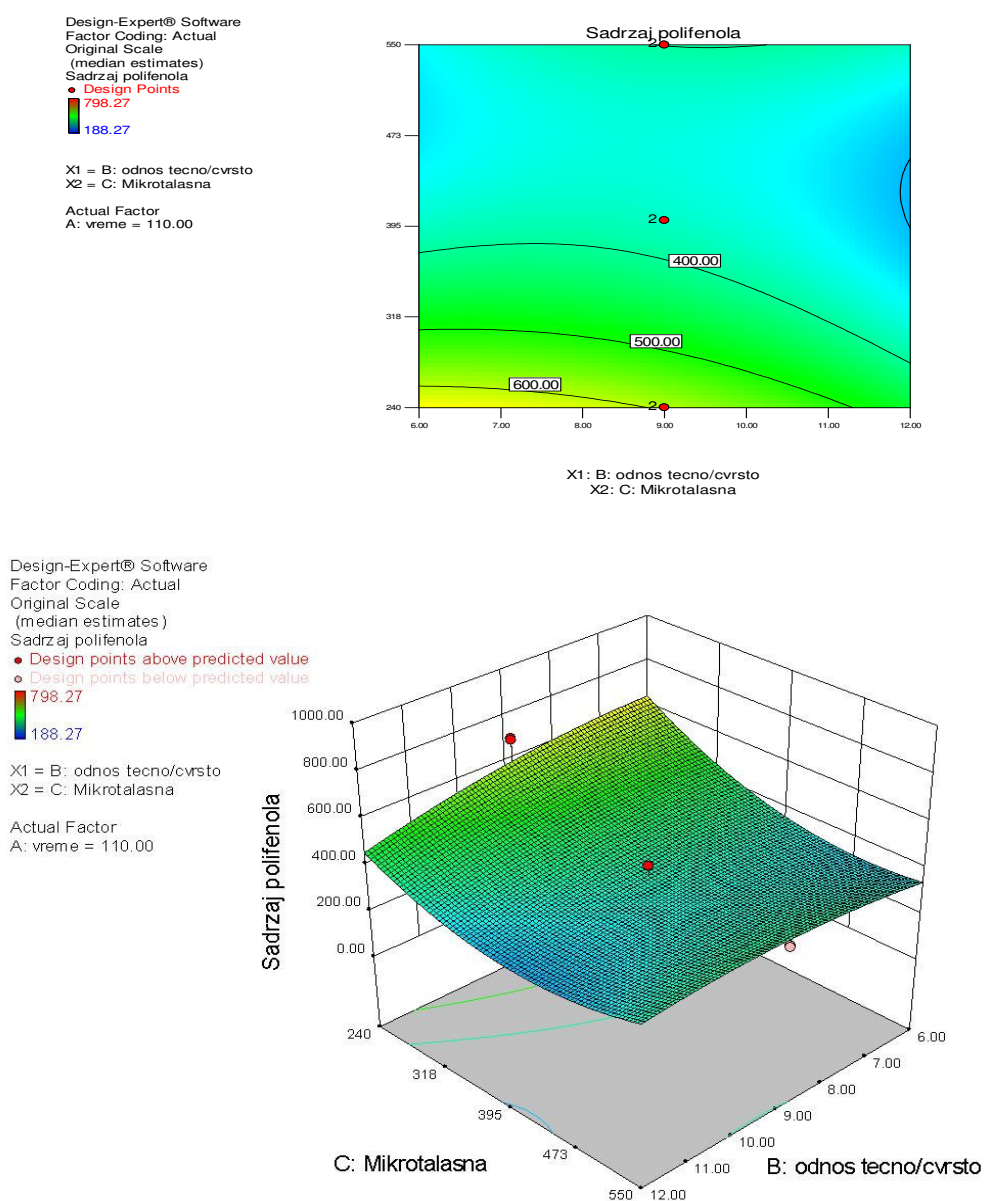 Design-Expert® Software
Factor Coding: Actual
Original Scale
(median estimates)
Sadrzaj polifenola
Design Points
798.27
188.27
X1 = B: odnos tecno/cvrsto
X2 = C: Mikrotalasna
Actual Factor
A: vreme = 110.00
Sadrzaj polifenola
550
473
395
318
240
2
2
2
400.00
500.00
600.00
6.00 7.00 8.00 9.00 10.00 11.00 12.00
X1: B: odnos tecno/cvrsto
X2: C: Mikrotalasna
Design-Expert® Software
Factor Coding: Actual
Original Scale
(median estimates)
Sadrzaj polifenola
Design points above predicted value
Design points below predicted value
798.27
188.27
X1 = B: odnos tecno/cvrsto
X2 = C: Mikrotalasna
Actual Factor
A: vreme = 110.00
Sadrzaj polifenola
1000.00
800.00
600.00
400.00
200.00
0.00
240
318
395
473
550
6.00
7.00
8.00
9.00
10.00
11.00
12.00
C: Mikrotalasna
B: odnos tecno/cvrsto